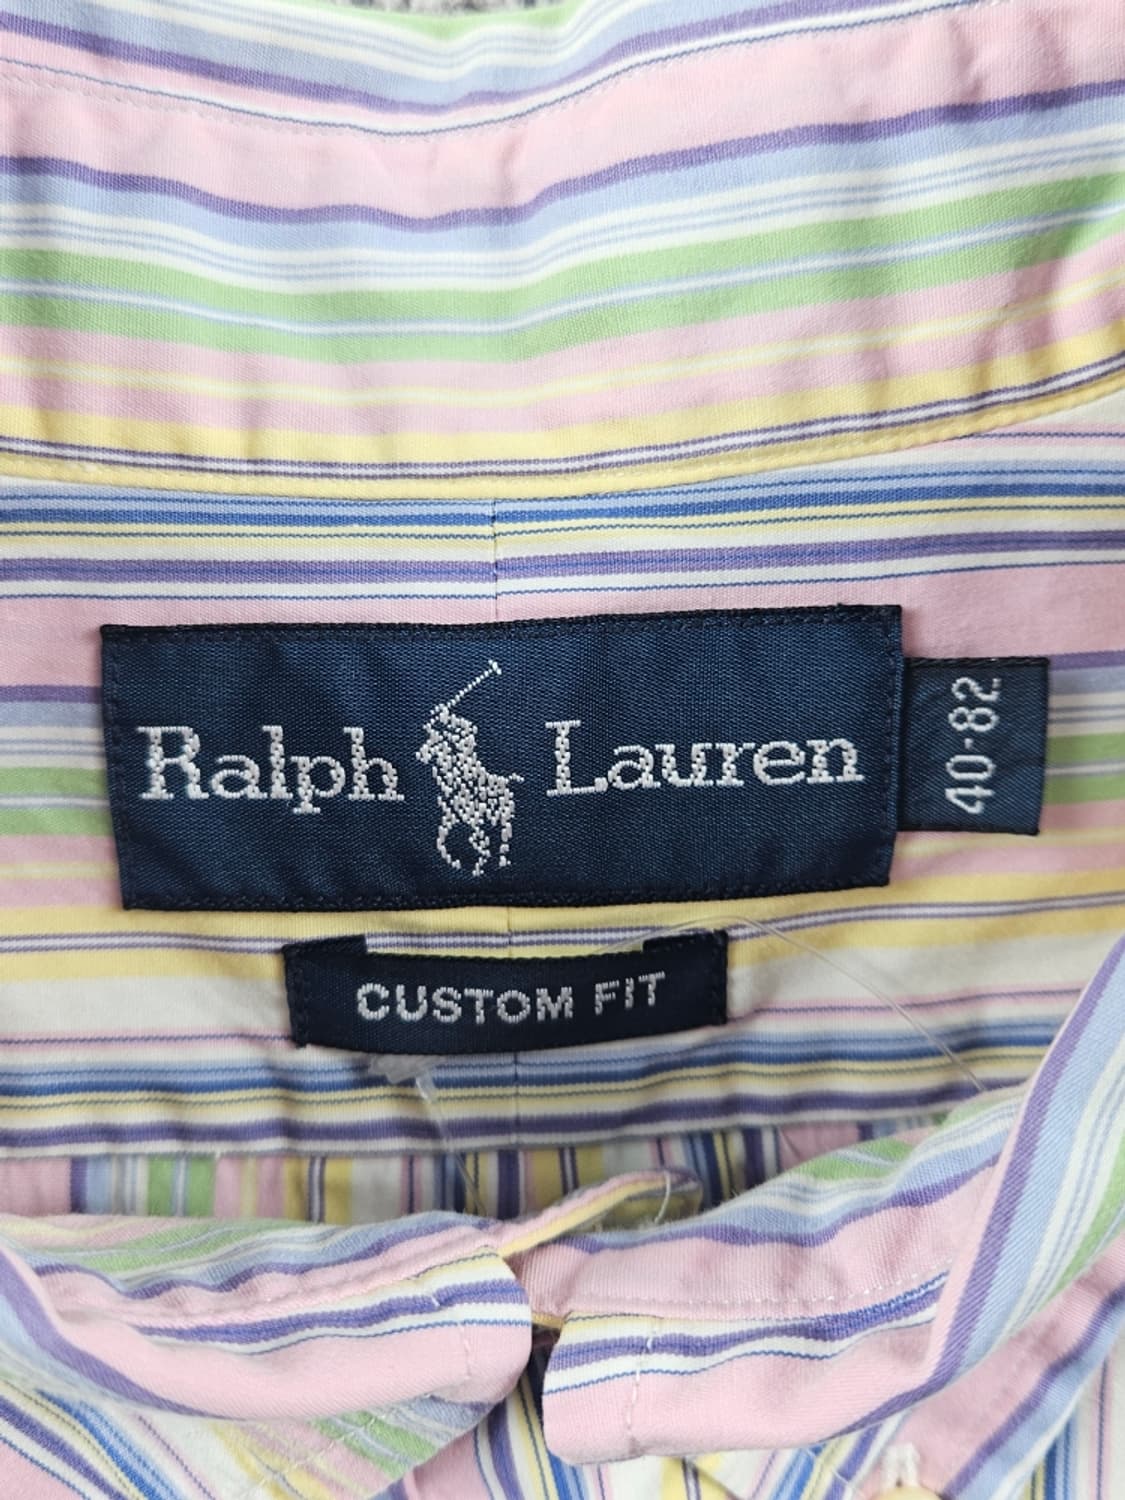 Ralph Lauren
40-82
CUSTOM FIT